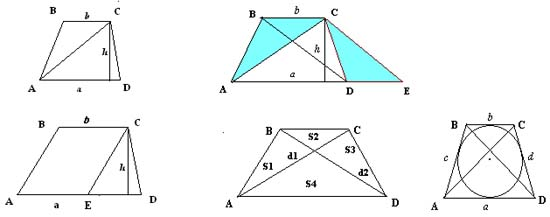 B b C
h
A a D
B b C
h
A a D E
B b C
h
A a E D
B S2 C
S1 d1 S3
d2
S4
A D
B b C
c d
A a D